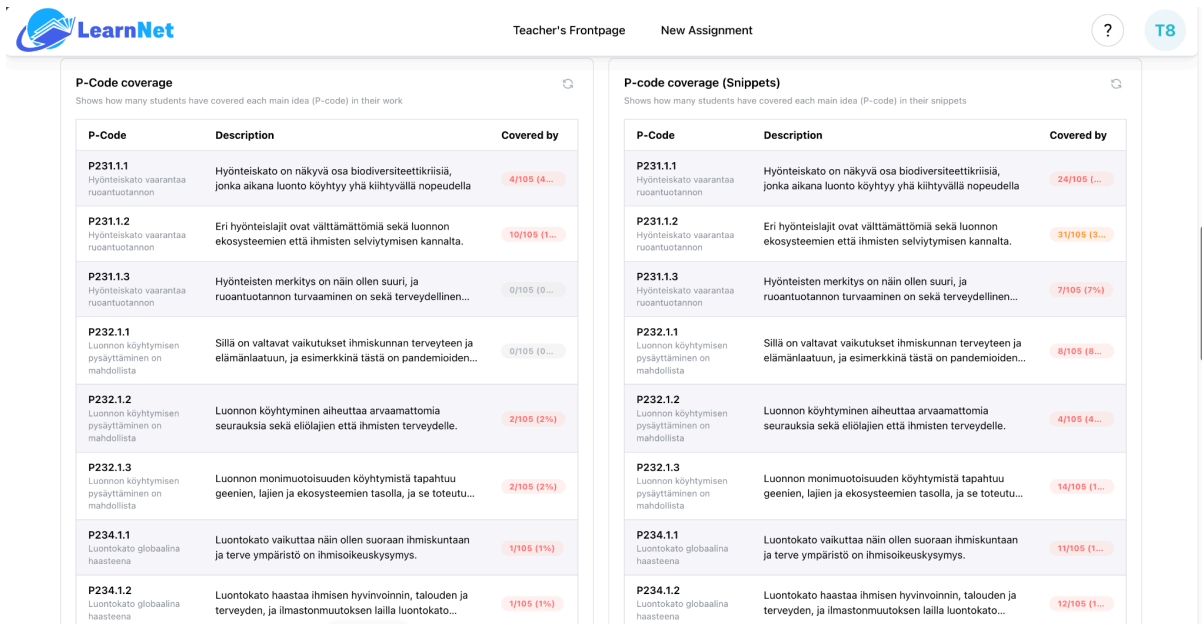 LearnNet
Teacher's Frontpage
New Assignment
?
T8
P-Code coverage
Shows how many students have covered each main idea (P-code) in their work
P-Code
Description
Covered by
P231.1.1
Hyönteiskato vaarantaa
ruoantuotannon
Hyönteiskato on näkyvä osa biodiversiteettikriisiä,
jonka aikana luonto köyhtyy yhä kiihtyvällä nopeudella
4/105 (4...
P231.1.2
Hyönteiskato vaarantaa
ruoantuotannon
Eri hyönteislajit ovat välttämättömiä sekä luonnon
ekosysteemien että ihmisten selviytymisen kannalta.
10/105 (1...
P231.1.3
Hyönteiskato vaarantaa
ruoantuotannon
Hyönteisten merkitys on näin ollen suuri, ja
ruoantuotannon turvaaminen on sekä terveydellinen...
0/105 (0...
P232.1.1
Luonnon köyhtymisen
pysäyttäminen on
mahdollista
Sillä on valtavat vaikutukset ihmiskunnan terveyteen ja
elämänlaatuun, ja esimerkkinä tästä on pandemioiden...
0/105 (0...
P232.1.2
Luonnon köyhtymisen
pysäyttäminen on
mahdollista
Luonnon köyhtyminen aiheuttaa arvaamattomia
seurauksia sekä eliölajien että ihmisten terveydelle.
2/105 (2%)
P232.1.3
Luonnon köyhtymisen
pysäyttäminen on
mahdollista
Luonnon monimuotoisuuden köyhtymistä tapahtuu
geenien, lajien ja ekosysteemien tasolla, ja se toteutu...
2/105 (2%)
P234.1.1
Luontokato globaalina
haasteena
Luontokato vaikuttaa näin ollen suoraan ihmiskuntaan
ja terve ympäristö on ihmisoikeuskysymys.
1/105 (1%)
P234.1.2
Luontokato globaalina
haasteena
Luontokato haastaa ihmisen hyvinvoinnin, talouden ja
terveyden, ja ilmastonmuutoksen lailla luontokato...
1/105 (1%)
P-code coverage (Snippets)
Shows how many students have covered each main idea (P-code) in their snippets
P-Code
Description
Covered by
P231.1.1
Hyönteiskato vaarantaa
ruoantuotannon
Hyönteiskato on näkyvä osa biodiversiteettikriisiä,
jonka aikana luonto köyhtyy yhä kiihtyvällä nopeudella
24/105 (...
P231.1.2
Hyönteiskato vaarantaa
ruoantuotannon
Eri hyönteislajit ovat välttämättömiä sekä luonnon
ekosysteemien että ihmisten selviytymisen kannalta.
31/105 (3...
P231.1.3
Hyönteiskato vaarantaa
ruoantuotannon
Hyönteisten merkitys on näin ollen suuri, ja
ruoantuotannon turvaaminen on sekä terveydellinen...
7/105 (7%)
P232.1.1
Luonnon köyhtymisen
pysäyttäminen on
mahdollista
Sillä on valtavat vaikutukset ihmiskunnan terveyteen ja
elämänlaatuun, ja esimerkkinä tästä on pandemioiden...
8/105 (8...
P232.1.2
Luonnon köyhtymisen
pysäyttäminen on
mahdollista
Luonnon köyhtyminen aiheuttaa arvaamattomia
seurauksia sekä eliölajien että ihmisten terveydelle.
4/105 (4...
P232.1.3
Luonnon köyhtymisen
pysäyttäminen on
mahdollista
Luonnon monimuotoisuuden köyhtymistä tapahtuu
geenien, lajien ja ekosysteemien tasolla, ja se toteutu...
14/105 (1...
P234.1.1
Luontokato globaalina
haasteena
Luontokato vaikuttaa näin ollen suoraan ihmiskuntaan
ja terve ympäristö on ihmisoikeuskysymys.
11/105 (1...
P234.1.2
Luontokato globaalina
haasteena
Luontokato haastaa ihmisen hyvinvoinnin, talouden ja
terveyden, ja ilmastonmuutoksen lailla luontokato...
12/105 (1...